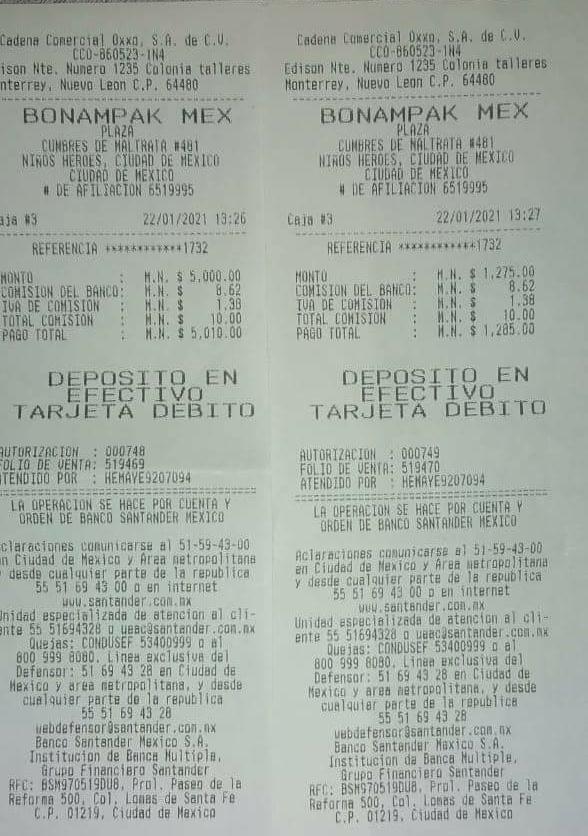 Cadena Comercial Oxxo, S.A. de C.V.
CCO-860523-1N4
ison Nte. Numero 1235 Colonia talleres
nterrey, Nuevo Leon C.P. 64480
BONAMPAK MEX
PLAZA
CUMBRES DE MALTRATA #481
NIÑOS HEROES, CIUDAD DE MEXICO
CIUDAD DE MEXICO
# DE AFILIACION 6519995
aja #3 22/01/2021 13:26
REFERENCIA ************1732
MONTO : M.N. $ 5,000.00
COMISION DEL BANCO: M.N. $ 8.62
IVA DE COMISION : M.N. $ 1.38
TOTAL COMISION : M.N. $ 10.00
PAGO TOTAL : M.N. $ 5,010.00
DEPOSITO EN
EFECTIVO
TARJETA DEBITO
AUTORIZACION : 000748
FOLIO DE VENTA: 519469
ATENDIDO POR : HEMAYE9207094
LA OPERACION SE HACE POR CUENTA Y
ORDEN DE BANCO SANTANDER MEXICO
claraciones comunicarse al 51-59-43-00
n Ciudad de Mexico y Area metropolitana
y desde cualquier parte de la republica
55 51 69 43 00 o en internet
www.santander.com.mx
Unidad especializada de atencion al cli-
ente 55 51694328 o ueac@santander.com.mx
Quejas: CONDUSEF 53400999 o al
800 999 8080, Linea exclusiva del
Defensor: 51 69 43 28 en Ciudad de
Mexico y area metropolitana, y desde
cualquier parte de la republica
55 51 69 43 28
webdefensor@santander.com.mx
Banco Santander Mexico S.A.
Institucion de Banca Multiple,
Grupo Financiero Santander
RFC: BSM970519DU8, Prol. Paseo de la
Reforma 500, Col. Lomas de Santa Fe
C.P. 01219, Ciudad de Mexico
Cadena Comercial Oxxo, S.A. de C.V.
CCO-860523-1N4
Edison Nte. Numero 1235 Colonia talleres
Monterrey, Nuevo Leon C.P. 64480
BONAMPAK MEX
PLAZA
CUMBRES DE MALTRATA #481
NIÑOS HEROES, CIUDAD DE MEXICO
CIUDAD DE MEXICO
# DE AFILIACION 6519995
Caja #3 22/01/2021 13:27
REFERENCIA ************1732
MONTO : M.N. $ 1,275.00
COMISION DEL BANCO: M.N. $ 8.62
IVA DE COMISION : M.N. $ 1.38
TOTAL COMISION : M.N. $ 10.00
PAGO TOTAL : M.N. $ 1,285.00
DEPOSITO EN
EFECTIVO
TARJETA DEBITO
AUTORIZACION : 000749
FOLIO DE VENTA: 519470
ATENDIDO POR : HEMAYE9207094
LA OPERACION SE HACE POR CUENTA Y
ORDEN DE BANCO SANTANDER MEXICO
Aclaraciones comunicarse al 51-59-43-00
en Ciudad de Mexico y Area metropolitana
y desde cualquier parte de la republica
55 51 69 43 00 o en internet
www.santander.com.mx
Unidad especializada de atencion al cli-
ente 55 51694328 o ueac@santander.com.mx
Quejas: CONDUSEF 53400999 o al
800 999 8080, Linea exclusiva del
Defensor: 51 69 43 28 en Ciudad de
Mexico y area metropolitana, y desde
cualquier parte de la republica
55 51 69 43 28
webdefensor@santander.com.mx
Banco Santander Mexico S.A.
Institucion de Banca Multiple,
Grupo Financiero Santander
RFC: BSM970519DU8, Prol. Paseo de la
Reforma 500, Col. Lomas de Santa Fe
C.P. 01219, Ciudad de Mexico